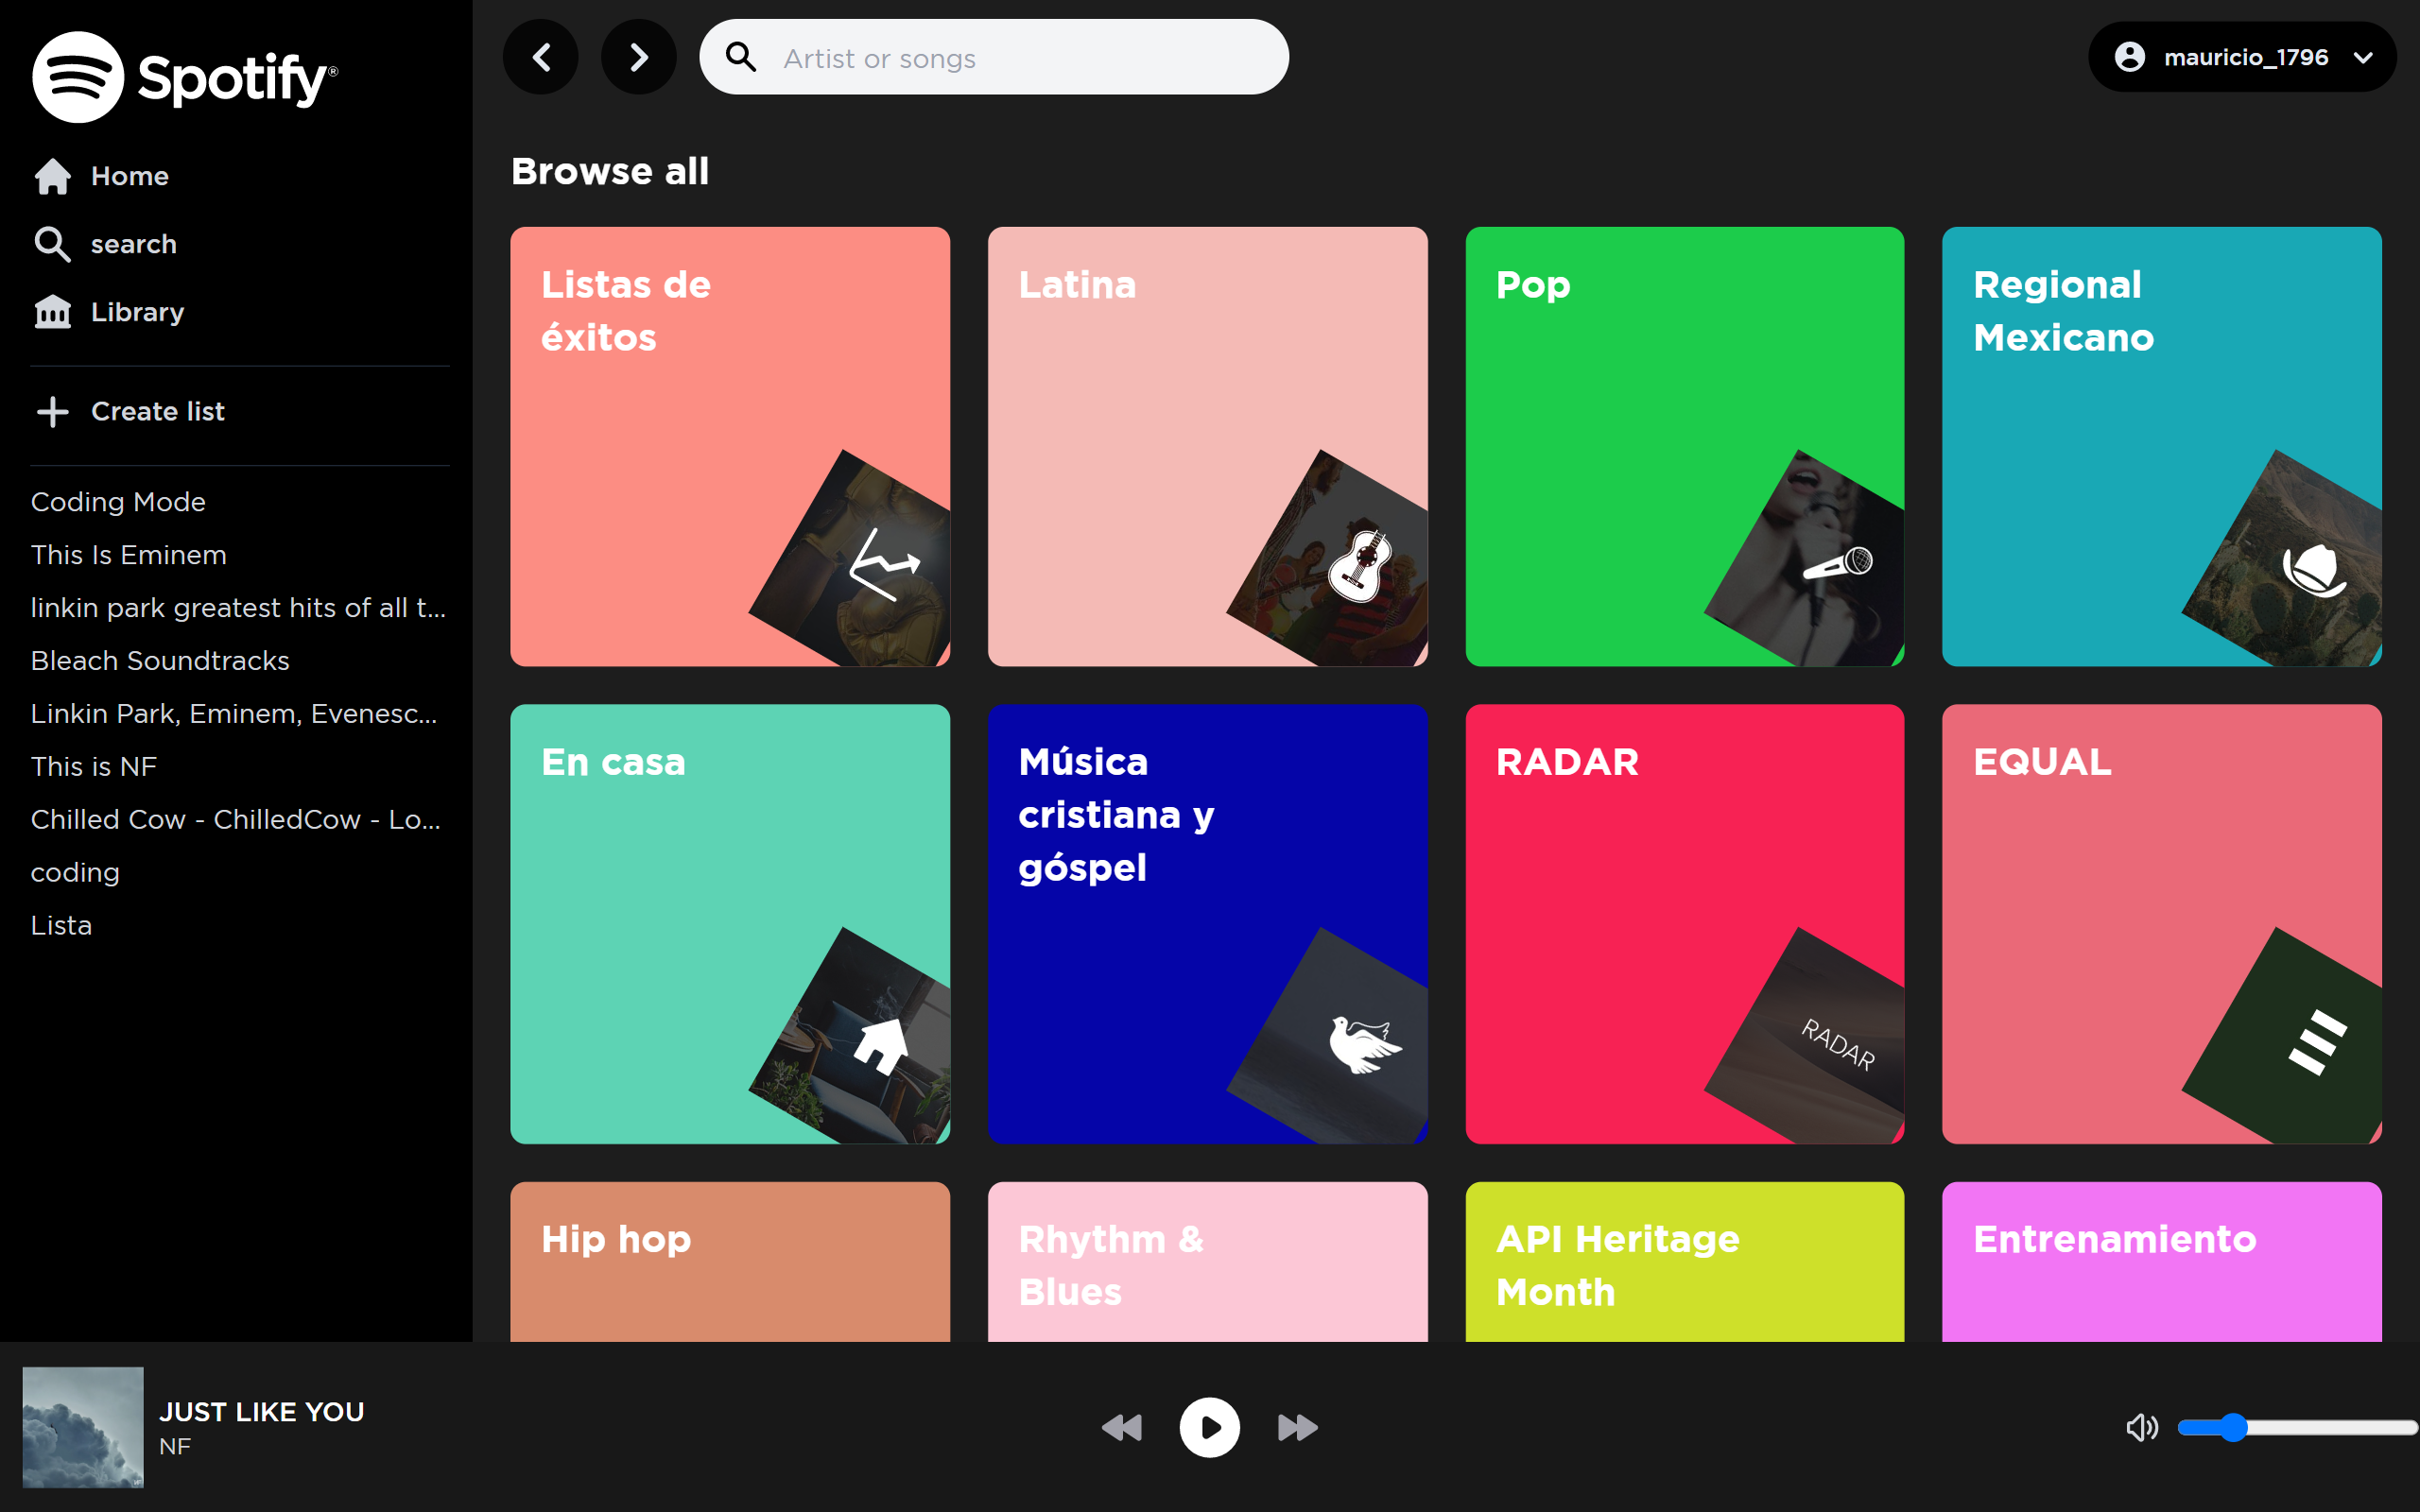 Spotify®
Home
search
Library
Create list
Coding Mode
This Is Eminem
linkin park greatest hits of all t...
Bleach Soundtracks
Linkin Park, Eminem, Evenesc...
This is NF
Chilled Cow - ChilledCow - Lo...
coding
Lista
Artist or songs
mauricio_1796
Browse all
Listas de
éxitos
Latina
Pop
Regional
Mexicano
En casa
Música
cristiana y
góspel
RADAR
RADAR
EQUAL
Hip hop
Rhythm &
Blues
API Heritage
Month
Entrenamiento
JUST LIKE YOU
NF